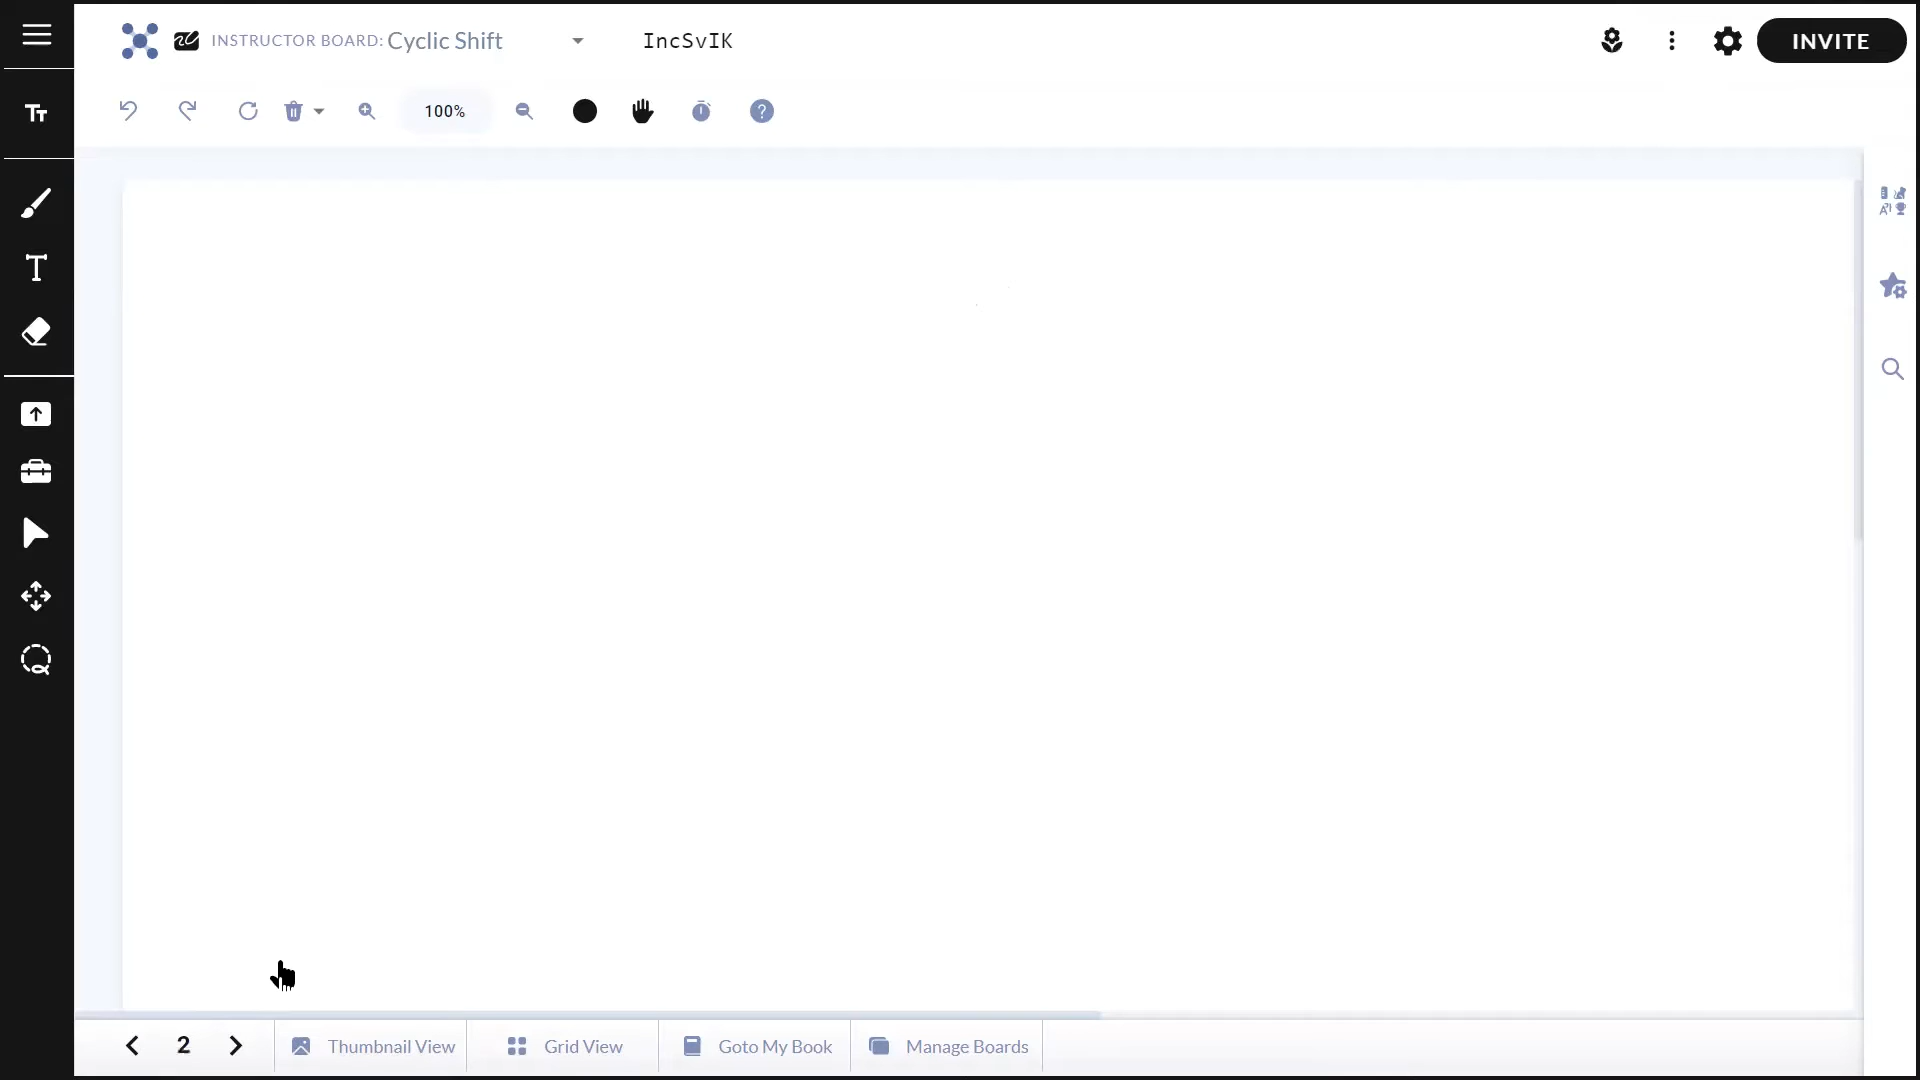 INSTRUCTOR BOARD: Cyclic Shift
IncSvIK
INVITE
100%
2
Thumbnail View
Grid View
Goto My Book
Manage Boards